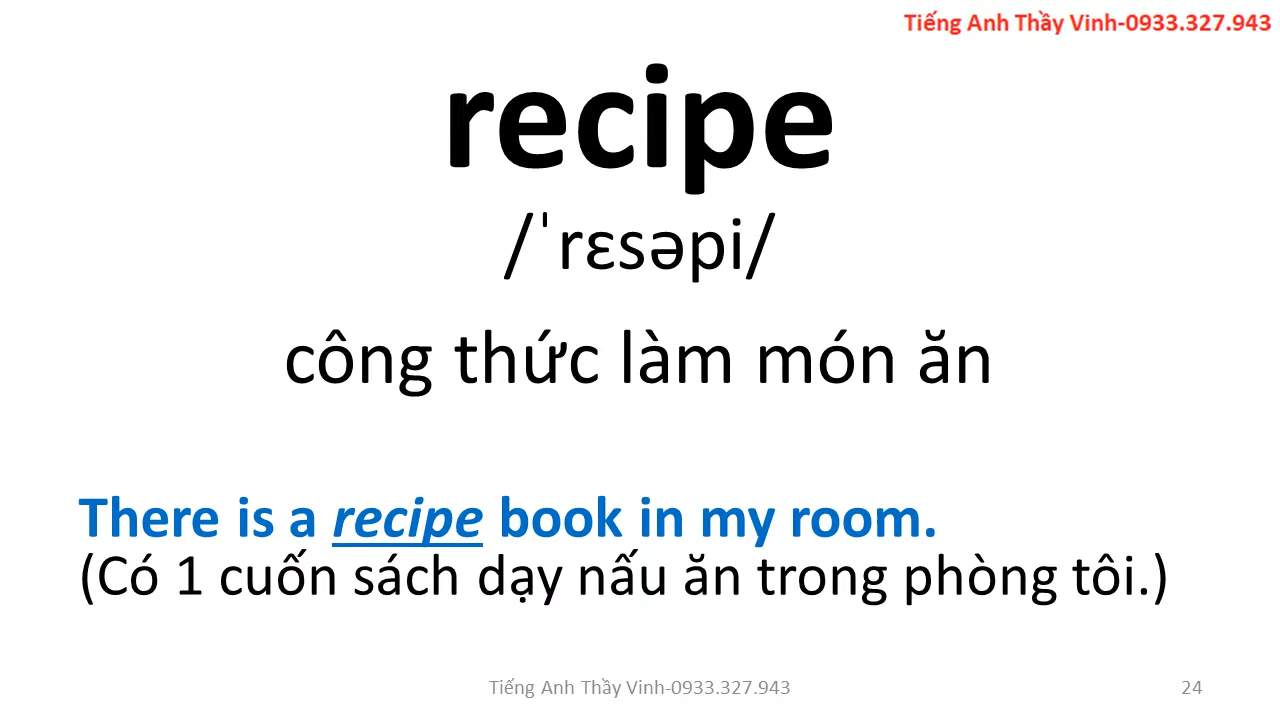 Tiếng Anh Thầy Vinh-0933.327.943
recipe
/ˈrɛsəpi/
công thức làm món ăn
There is a recipe book in my room.
(Có 1 cuốn sách dạy nấu ăn trong phòng tôi.)
Tiếng Anh Thầy Vinh-0933.327.943
24